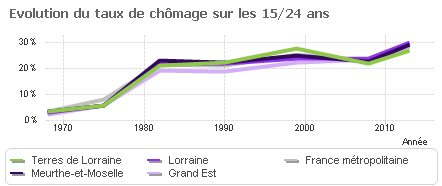 Evolution du taux de chômage sur les 15/24 ans
30 %
20 %
10 %
0 %
1970 1980 1990 2000 2010
Année
Terres de Lorraine Lorraine France métropolitaine
Meurthe-et-Moselle Grand Est